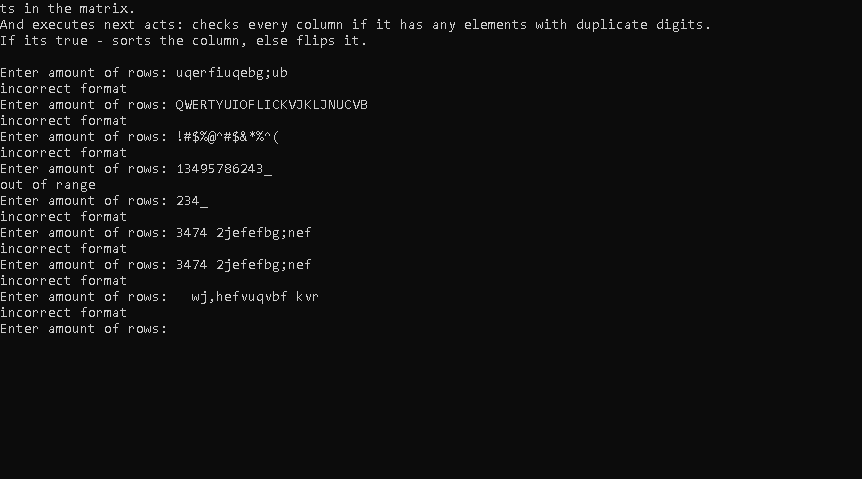 ts in the matrix.
And executes next acts: checks every column if it has any elements with duplicate digits.
If its true - sorts the column, else flips it.
Enter amount of rows: uqerfiuqebg;ub
incorrect format
Enter amount of rows: QWERTYUIOFLICKVJKLJNUCVB
incorrect format
Enter amount of rows: !#$%@^#$&*%^(
incorrect format
Enter amount of rows: 13495786243_
out of range
Enter amount of rows: 234_
incorrect format
Enter amount of rows: 3474 2jefefbg;nef
incorrect format
Enter amount of rows: 3474 2jefefbg;nef
incorrect format
Enter amount of rows:   wj,hefvuqvbf kvr
incorrect format
Enter amount of rows: